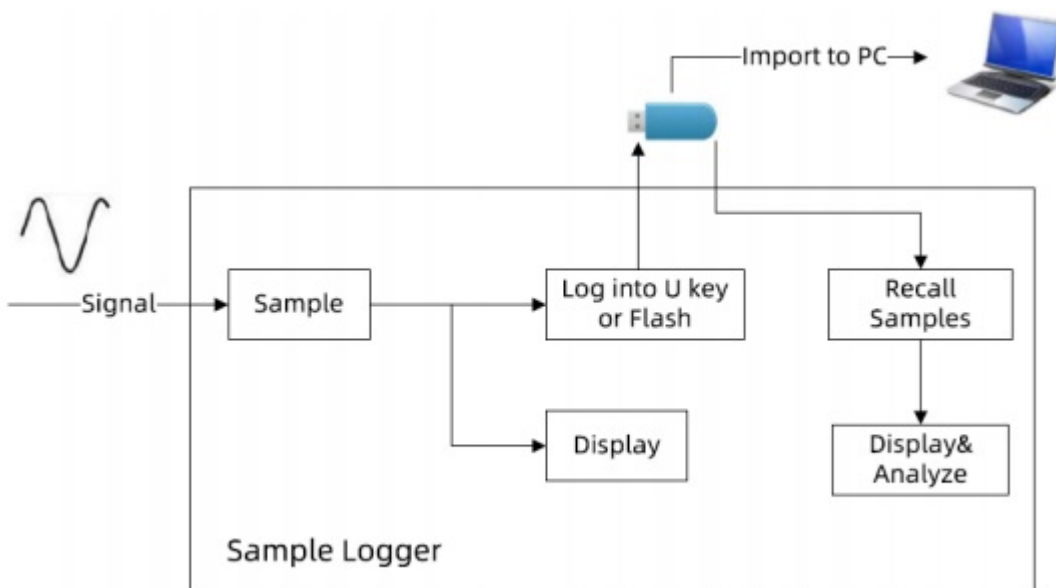 Import to PC
Signal
Sample
Log into U key
or Flash
Recall
Samples
Display
Display&
Analyze
Sample Logger